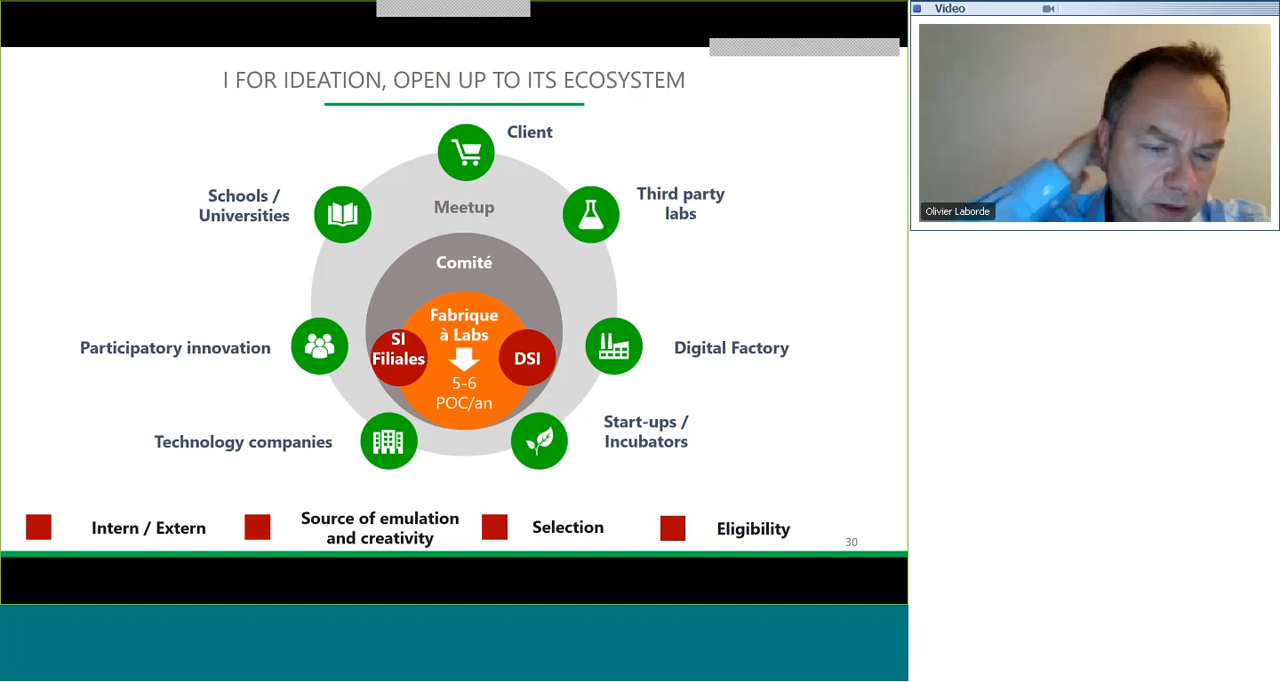 Video
I FOR IDEATION, OPEN UP TO ITS ECOSYSTEM
Client
Schools /
Universities
Meetup
Third party
labs
Comité
Fabrique
à Labs
SI
Filiales
DSI
5-6
POC/an
Participatory innovation
Digital Factory
Technology companies
Start-ups /
Incubators
Intern / Extern
Source of emulation
and creativity
Selection
Eligibility
30
Olivier Laborde